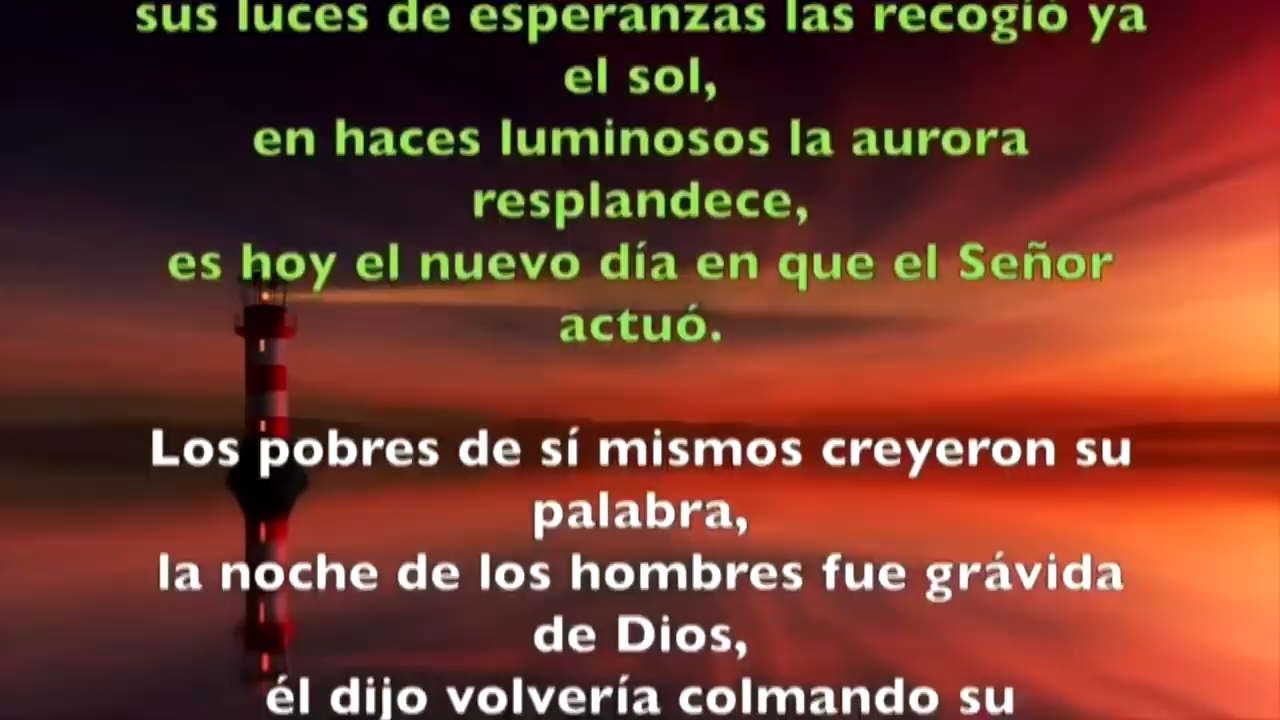 sus luces de esperanzas las recogió ya
el sol,
en haces luminosos la aurora
resplandece,
es hoy el nuevo día en que el Señor
actuó.
Los pobres de sí mismos creyeron su
palabra,
la noche de los hombres fue grávida
de Dios,
él dijo volvería colmando su